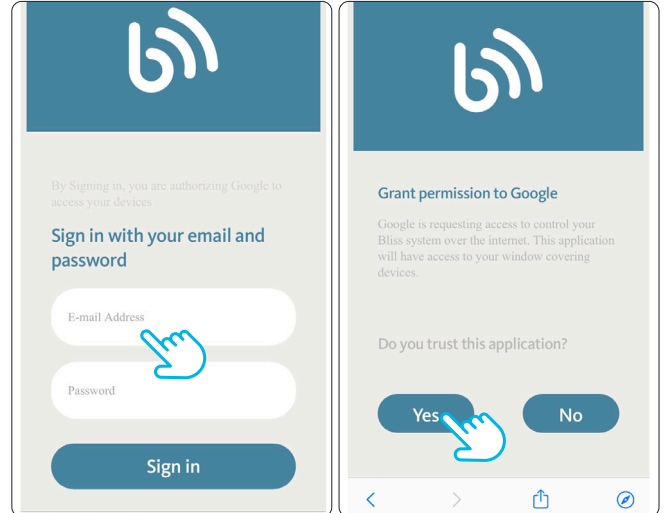 By Signing in, you are authorizing Google to
access your devices
Sign in with your email and
password
E-mail Address
Password
Sign in
Grant permission to Google
Google is requesting access to control your
Bliss system over the internet. This application
will have access to your window covering
devices.
Do you trust this application?
Yes
No